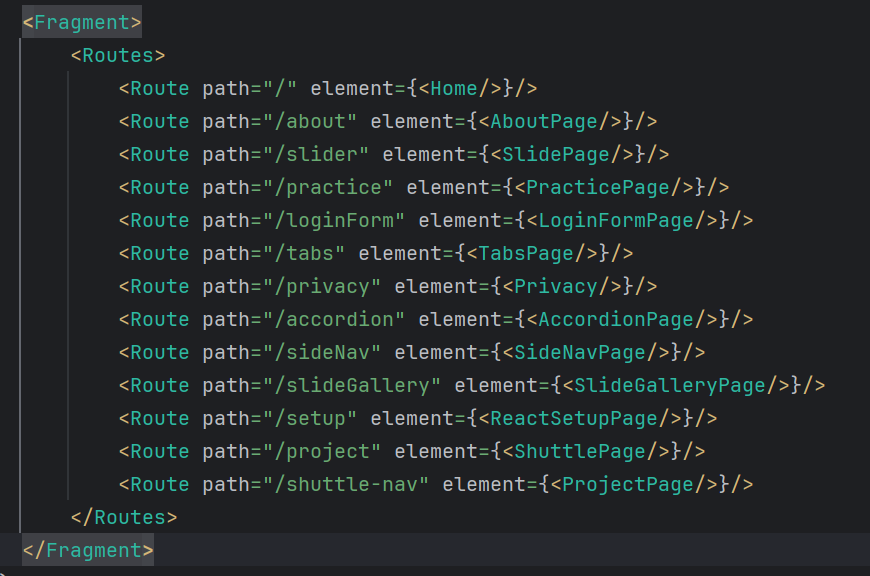 <Fragment>
<Routes>
<Route path="/" element={<Home/>}/>
<Route path="/about" element={<AboutPage/>}/>
<Route path="/slider" element={<SlidePage/>}/>
<Route path="/practice" element={<PracticePage/>}/>
<Route path="/loginForm" element={<LoginFormPage/>}/>
<Route path="/tabs" element={<TabsPage/>}/>
<Route path="/privacy" element={<Privacy/>}/>
<Route path="/accordion" element={<AccordionPage/>}/>
<Route path="/sideNav" element={<SideNavPage/>}/>
<Route path="/slideGallery" element={<SlideGalleryPage/>}/>
<Route path="/setup" element={<ReactSetupPage/>}/>
<Route path="/project" element={<ShuttlePage/>}/>
<Route path="/shuttle-nav" element={<ProjectPage/>}/>
</Routes>
</Fragment>